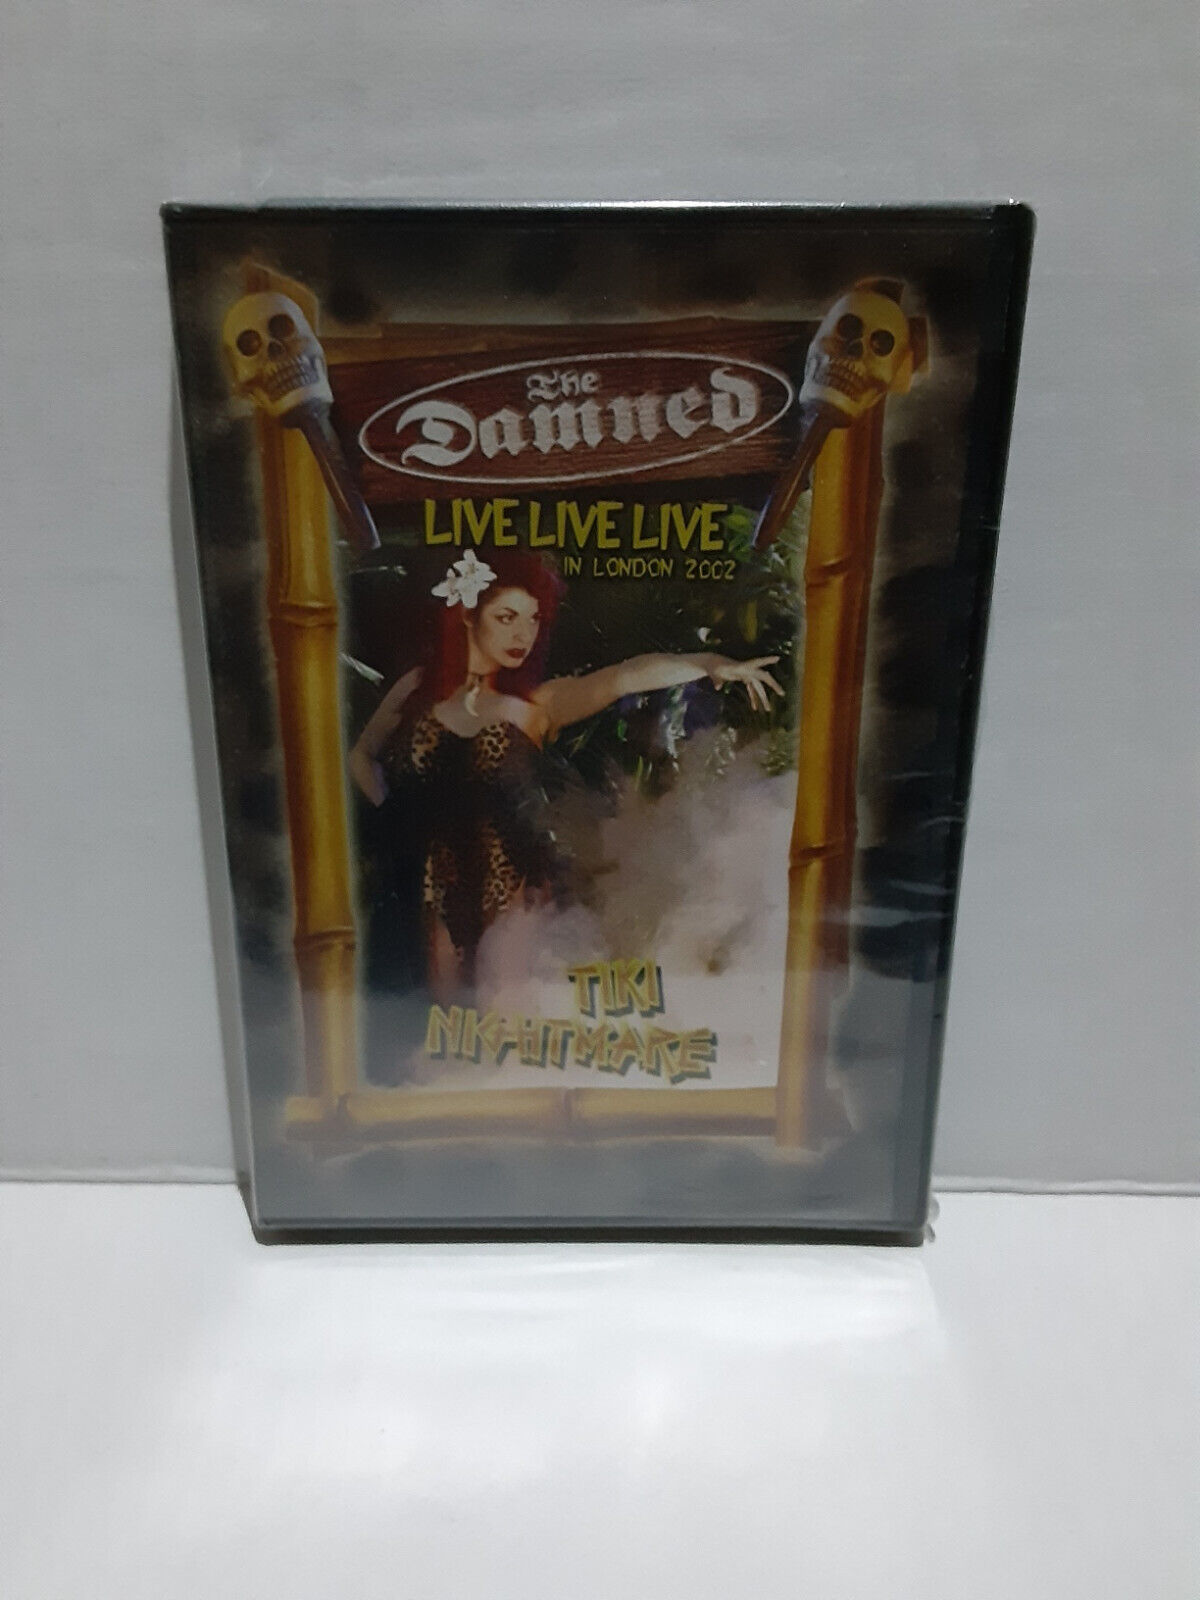 The
Damned
LIVE LIVE LIVE
IN LONDON 2002
TIKI
NIGHTMARE